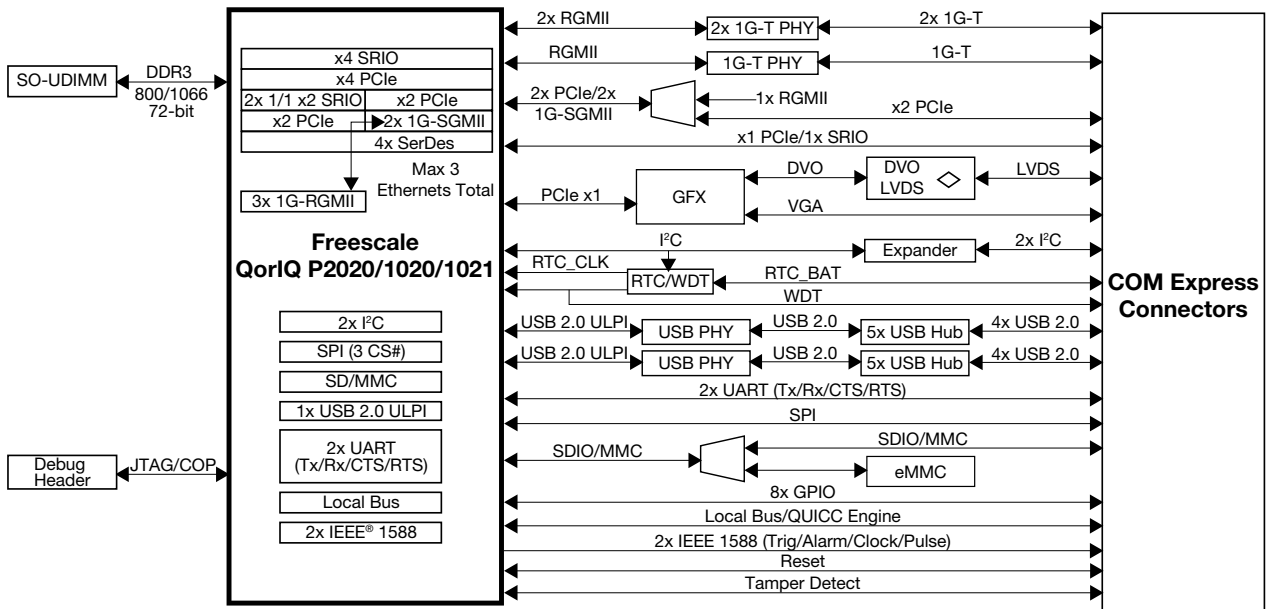 SO-UDIMM
DDR3
800/1066
72-bit
Debug
Header
JTAG/COP
x4 SRIO
x4 PCIe
2x 1/1 x2 SRIO
x2 PCIe
x2 PCIe
2x 1G-SGMII
4x SerDes
Max 3
Ethernets Total
3x 1G-RGMII
Freescale
QorIQ P2020/1020/1021
2x I²C
SPI (3 CS#)
SD/MMC
1x USB 2.0 ULPI
2x UART
(Tx/Rx/CTS/RTS)
Local Bus
2x IEEE® 1588
2x RGMII
2x 1G-T PHY
2x 1G-T
RGMII
1G-T PHY
1G-T
2x PCIe/2x
1G-SGMII
1x RGMII
x2 PCIe
x1 PCIe/1x SRIO
PCIe x1
GFX
DVO
DVO
LVDS
LVDS
VGA
I²C
Expander
2x I²C
RTC_CLK
RTC/WDT
RTC_BAT
WDT
USB 2.0 ULPI
USB PHY
USB 2.0
5x USB Hub
4x USB 2.0
USB 2.0 ULPI
USB PHY
USB 2.0
5x USB Hub
4x USB 2.0
2x UART (Tx/Rx/CTS/RTS)
SPI
SDIO/MMC
SDIO/MMC
eMMC
8x GPIO
Local Bus/QUICC Engine
2x IEEE 1588 (Trig/Alarm/Clock/Pulse)
Reset
Tamper Detect
COM Express
Connectors